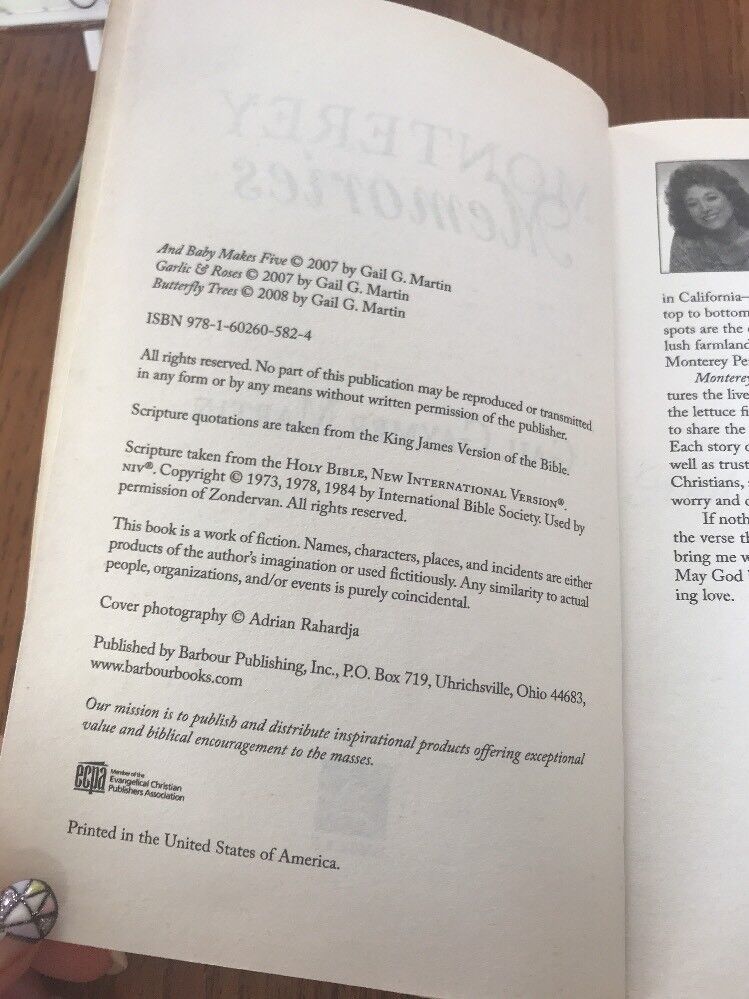 MONTEREY
Memories
And Baby Makes Five © 2007 by Gail G. Martin
Garlic & Roses © 2007 by Gail G. Martin
Butterfly Trees © 2008 by Gail G. Martin
ISBN 978-1-60260-582-4
All rights reserved. No part of this publication may be reproduced or transmitted
in any form or by any means without written permission of the publisher.
Scripture quotations are taken from the King James Version of the Bible.
Scripture taken from the HOLY BIBLE, NEW INTERNATIONAL VERSION®.
NIV®. Copyright © 1973, 1978, 1984 by International Bible Society. Used by
permission of Zondervan. All rights reserved.
This book is a work of fiction. Names, characters, places, and incidents are either
products of the author's imagination or used fictitiously. Any similarity to actual
people, organizations, and/or events is purely coincidental.
Cover photography © Adrian Rahardja
Published by Barbour Publishing, Inc., P.O. Box 719, Uhrichsville, Ohio 44683,
www.barbourbooks.com
Our mission is to publish and distribute inspirational products offering exceptional
value and biblical encouragement to the masses.
ecpa Member of the
Evangelical Christian
Publishers Association
Printed in the United States of America.
in California—
top to bottom
spots are the
lush farmland
Monterey Pe
Monterey
tures the live
the lettuce fi
to share the
Each story
well as trust
Christians,
worry and
If noth
the verse th
bring me w
May God
ing love.